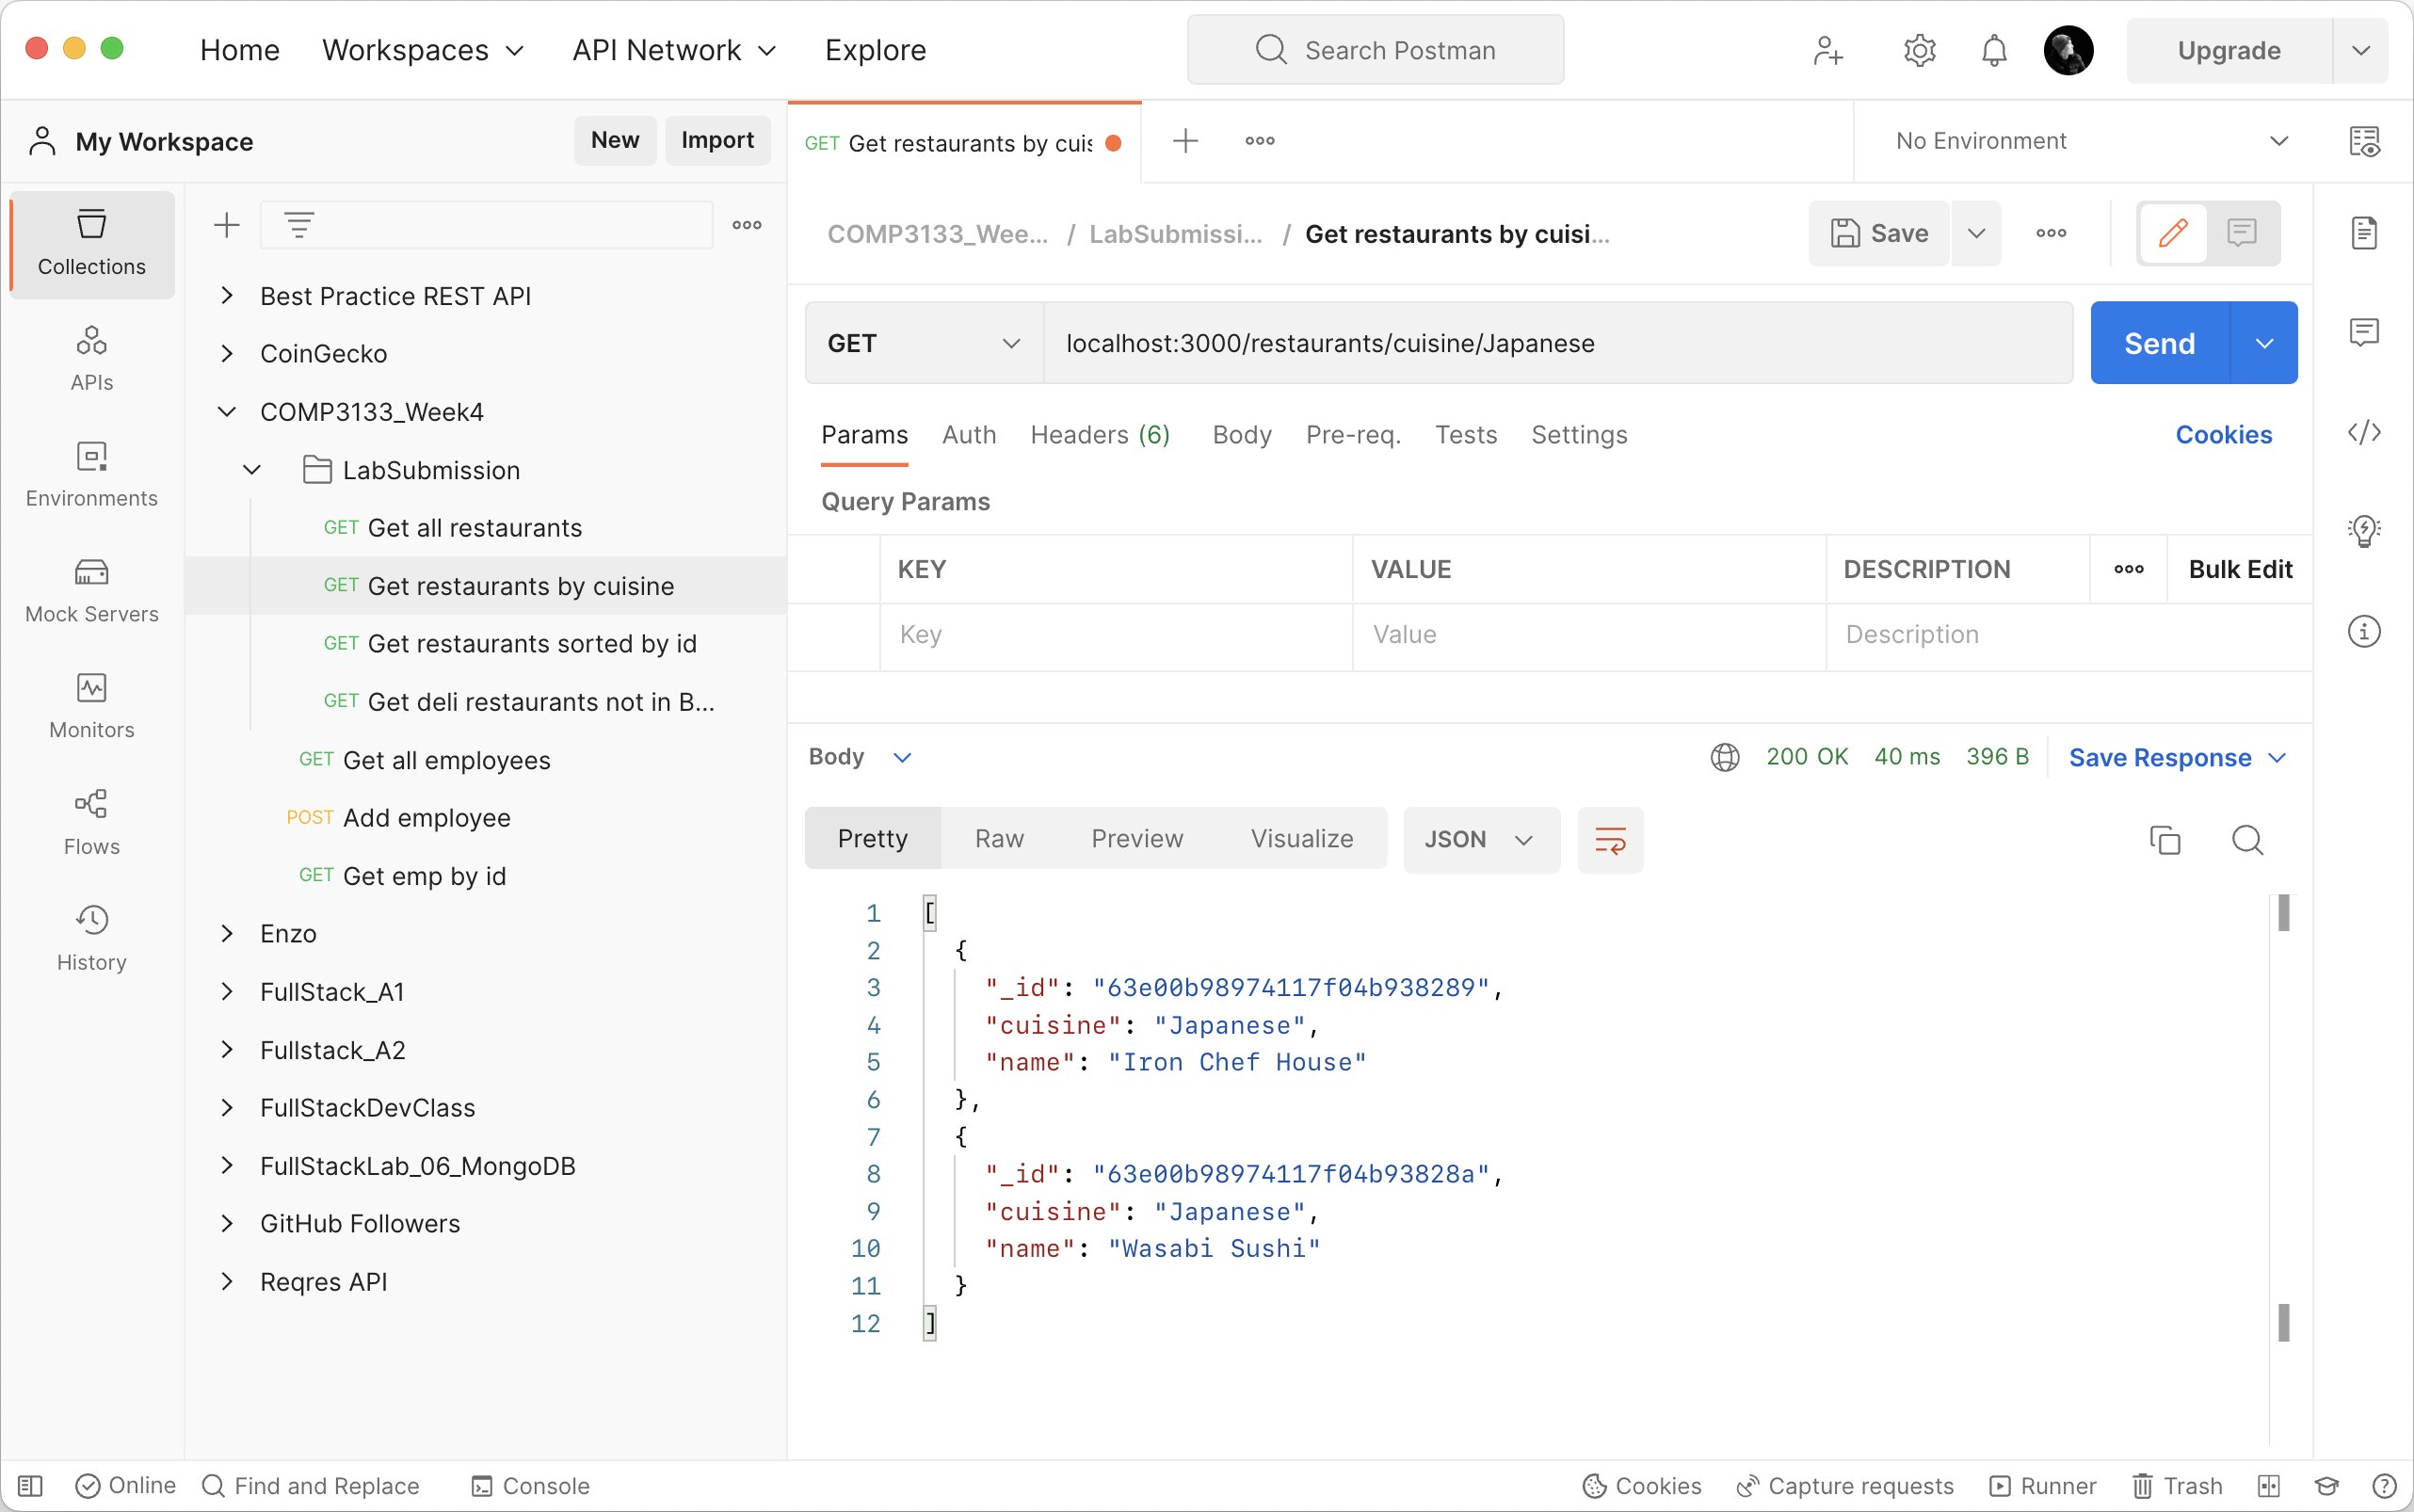 Home Workspaces API Network Explore Search Postman Upgrade
My Workspace New Import
GET Get restaurants by cuis
No Environment
Collections
APIs
Environments
Mock Servers
Monitors
Flows
History
Best Practice REST API
CoinGecko
COMP3133_Week4
LabSubmission
GET Get all restaurants
GET Get restaurants by cuisine
GET Get restaurants sorted by id
GET Get deli restaurants not in B...
GET Get all employees
POST Add employee
GET Get emp by id
Enzo
FullStack_A1
Fullstack_A2
FullStackDevClass
FullStackLab_06_MongoDB
GitHub Followers
Reqres API
COMP3133_Wee... / LabSubmissi... / Get restaurants by cuisi...
Save
GET localhost:3000/restaurants/cuisine/Japanese Send
Params Auth Headers (6) Body Pre-req. Tests Settings Cookies
Query Params
KEY VALUE DESCRIPTION Bulk Edit
Key Value Description
Body 200 OK 40 ms 396 B Save Response
Pretty Raw Preview Visualize JSON
1 [
2 {
3 "_id": "63e00b98974117f04b938289",
4 "cuisine": "Japanese",
5 "name": "Iron Chef House"
6 },
7 {
8 "_id": "63e00b98974117f04b93828a",
9 "cuisine": "Japanese",
10 "name": "Wasabi Sushi"
11 }
12 ]
Online Find and Replace Console Cookies Capture requests Runner Trash